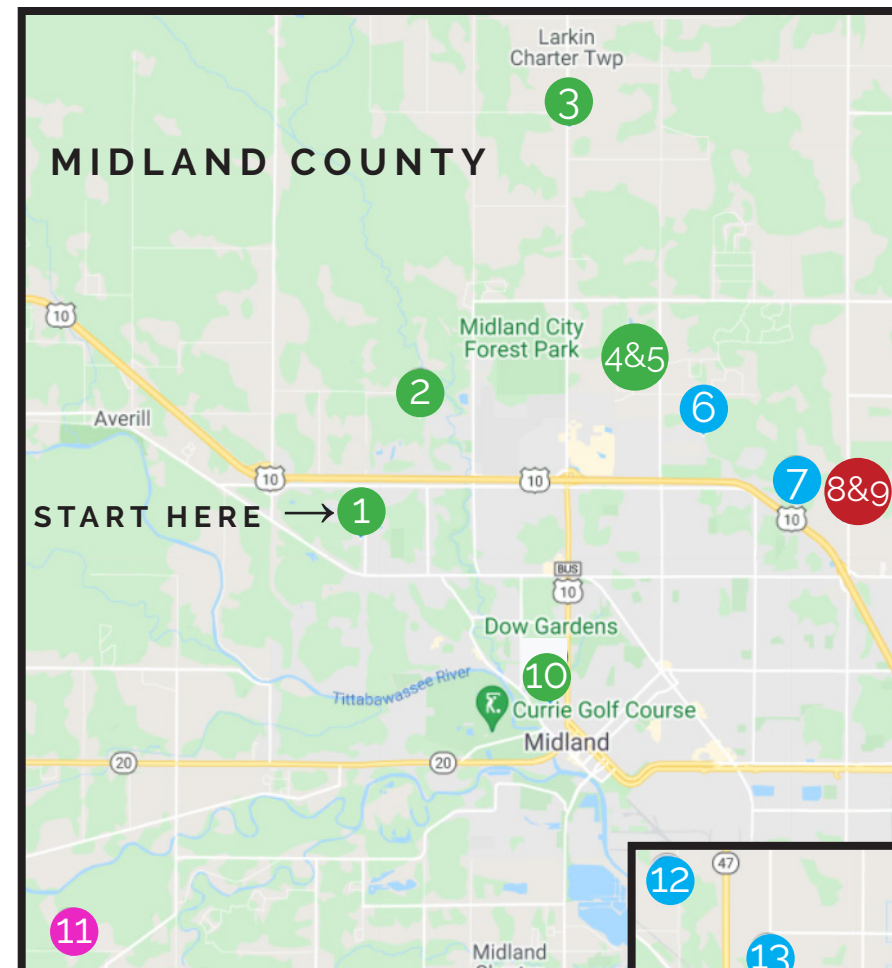 Larkin
Charter Twp
3
MIDLAND COUNTY
10
Midland City
Forest Park
4&5
2
6
Averill
10
10
7
8&9
START HERE → 1
10
BUS
10
Dow Gardens
10
Tittabawassee River
Currie Golf Course
Midland
20
20
47
12
11
13
Midland